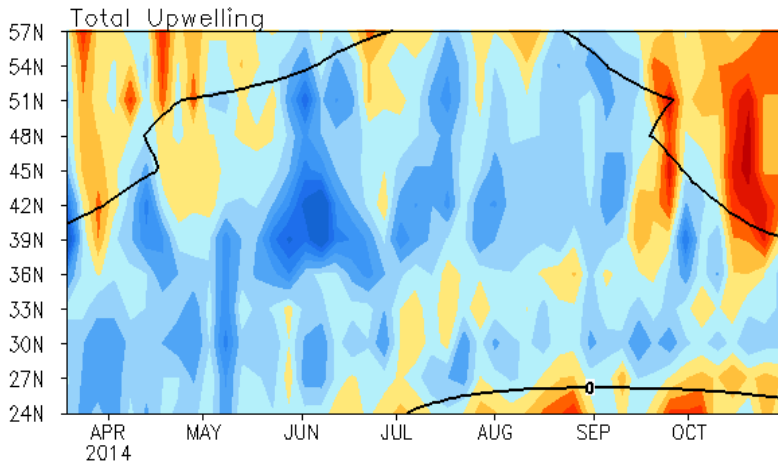 Total Upwelling
57N
54N
51N
48N
45N
42N
39N
36N
33N
30N
27N
24N
0
APR MAY JUN JUL AUG SEP OCT
2014